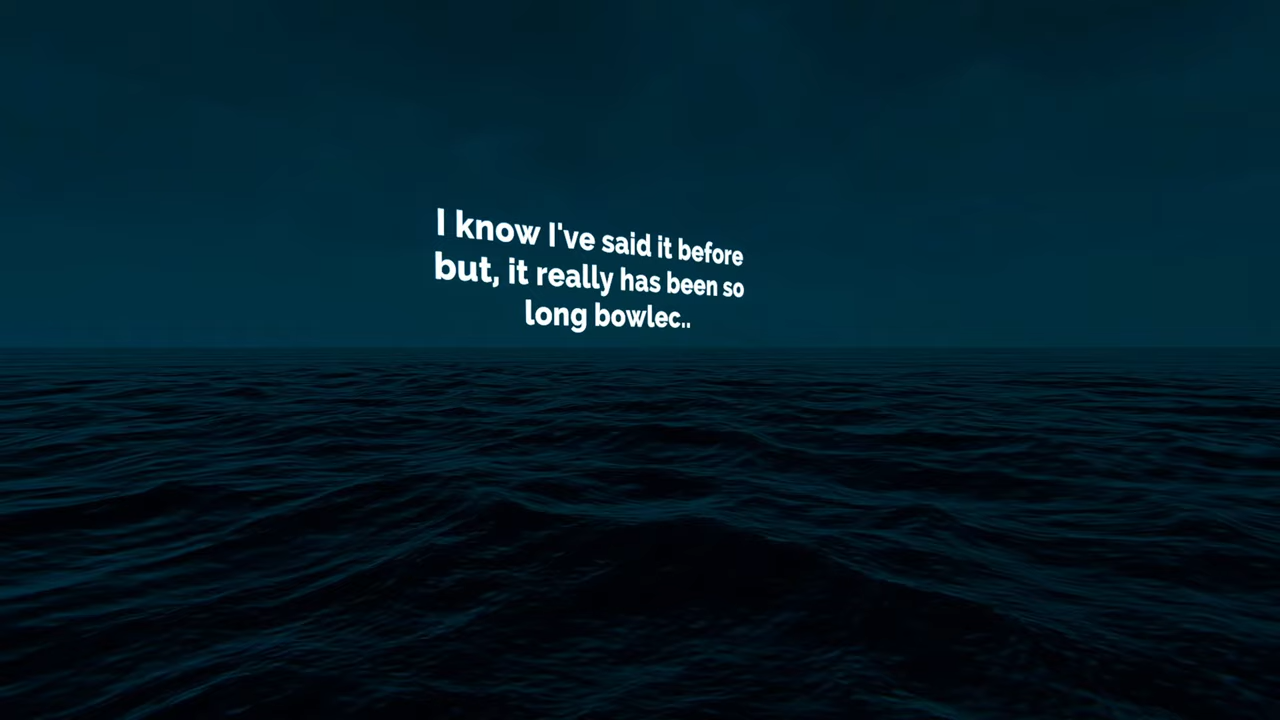 I know I've said it before
but, it really has been so
long bowlec..